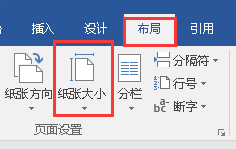 插入 设计 布局 引用
纸张方向 纸张大小 分栏 分隔符
行号
bc
a- 断字
页面设置